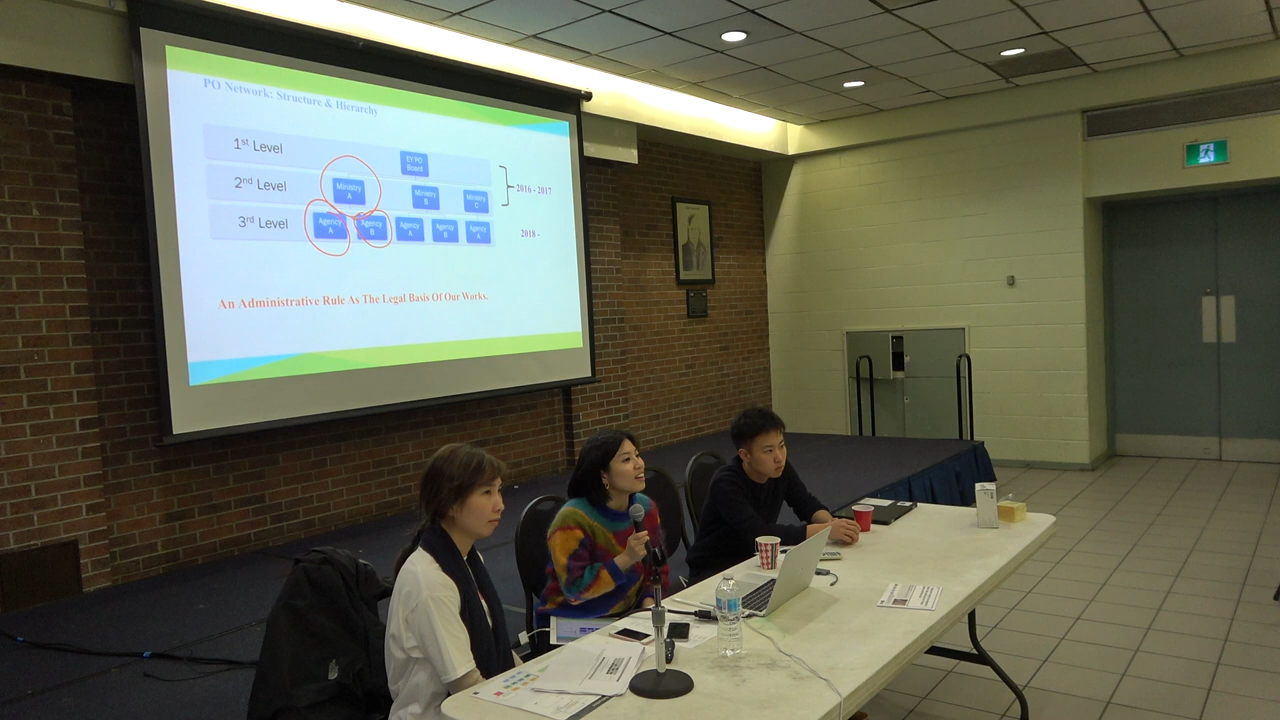 PO Network: Structure & Hierarchy
1st Level
EY PO
Board
2nd Level
Ministry
A
Ministry
B
Ministry
C
2016 - 2017
3rd Level
Agency
A
Agency
B
Agency
A
Agency
B
Agency
A
2018 -
An Administrative Rule As The Legal Basis Of Our Works.